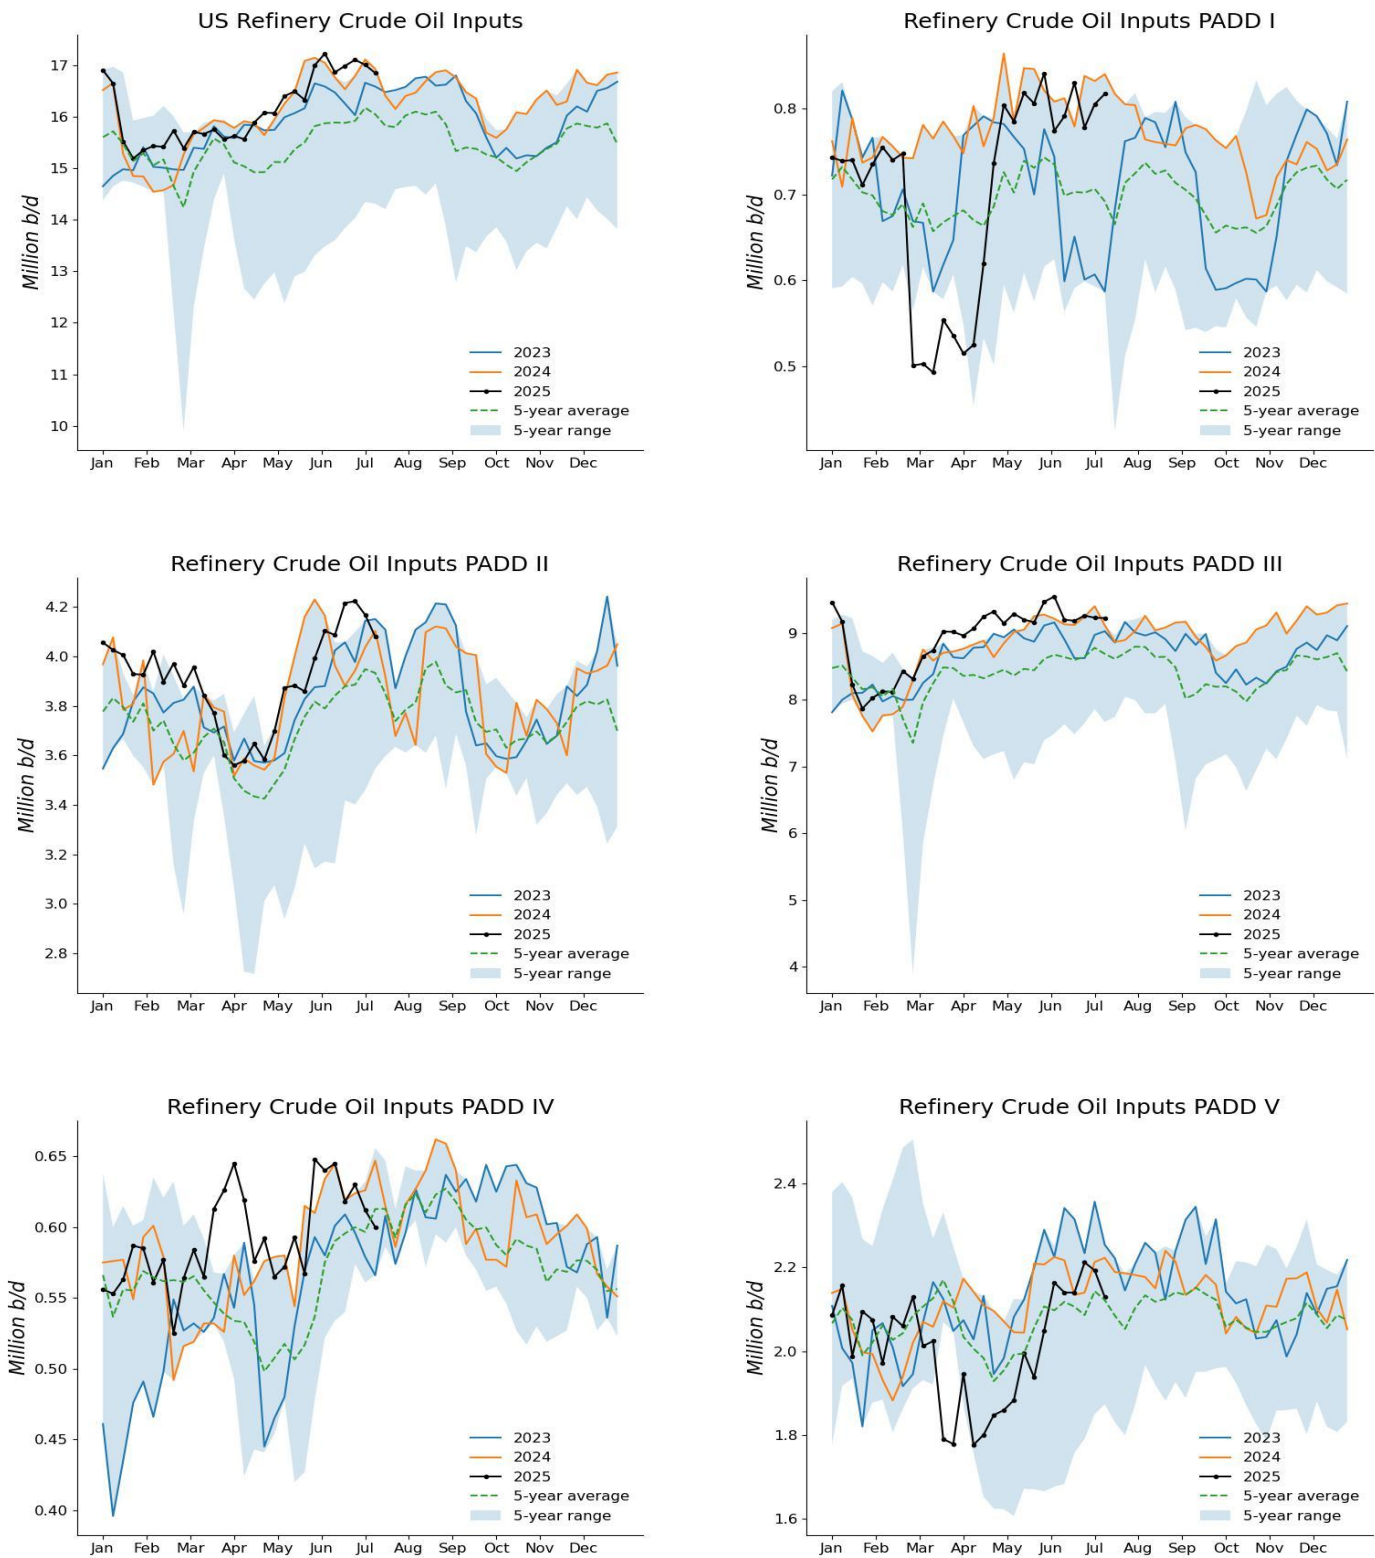 US Refinery Crude Oil Inputs
Million b/d
17
16
15
14
13
12
11
10
Jan Feb Mar Apr May Jun Jul Aug Sep Oct Nov Dec
2023
2024
2025
5-year average
5-year range
Refinery Crude Oil Inputs PADD I
Million b/d
0.8
0.7
0.6
0.5
Jan Feb Mar Apr May Jun Jul Aug Sep Oct Nov Dec
2023
2024
2025
5-year average
5-year range
Refinery Crude Oil Inputs PADD II
Million b/d
4.2
4.0
3.8
3.6
3.4
3.2
3.0
2.8
Jan Feb Mar Apr May Jun Jul Aug Sep Oct Nov Dec
2023
2024
2025
5-year average
5-year range
Refinery Crude Oil Inputs PADD III
Million b/d
9
8
7
6
5
4
Jan Feb Mar Apr May Jun Jul Aug Sep Oct Nov Dec
2023
2024
2025
5-year average
5-year range
Refinery Crude Oil Inputs PADD IV
Million b/d
0.65
0.60
0.55
0.50
0.45
0.40
Jan Feb Mar Apr May Jun Jul Aug Sep Oct Nov Dec
2023
2024
2025
5-year average
5-year range
Refinery Crude Oil Inputs PADD V
Million b/d
2.4
2.2
2.0
1.8
1.6
Jan Feb Mar Apr May Jun Jul Aug Sep Oct Nov Dec
2023
2024
2025
5-year average
5-year range